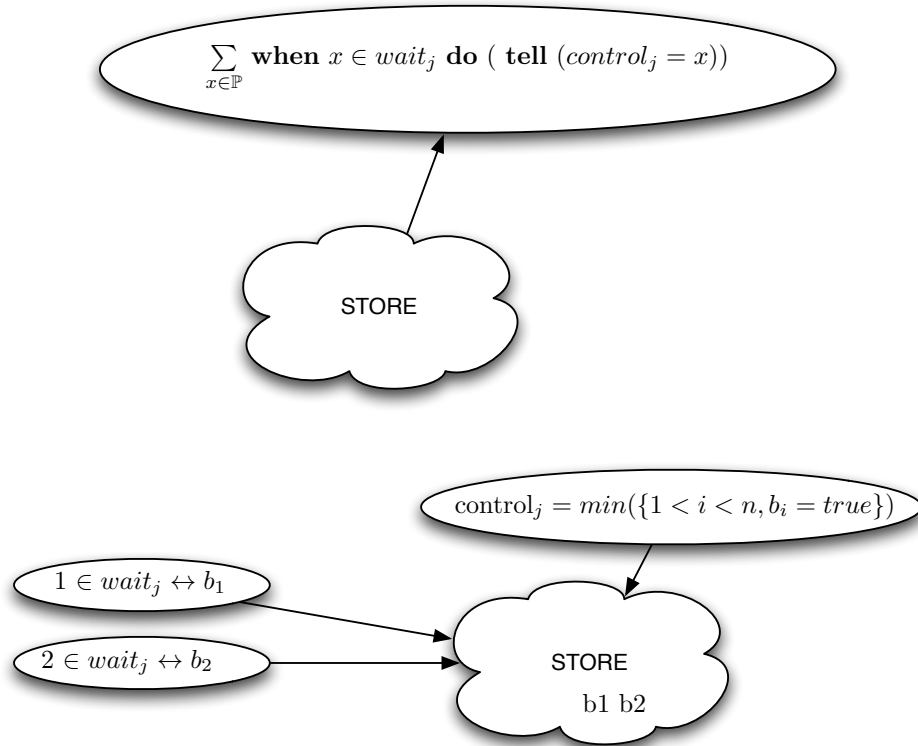 ∑ x∈ℙ when x ∈ wait_j do ( tell (control_j = x))
STORE
control_j = min({1 < i < n, b_i = true})
1 ∈ wait_j ↔ b_1
2 ∈ wait_j ↔ b_2
STORE
b1 b2